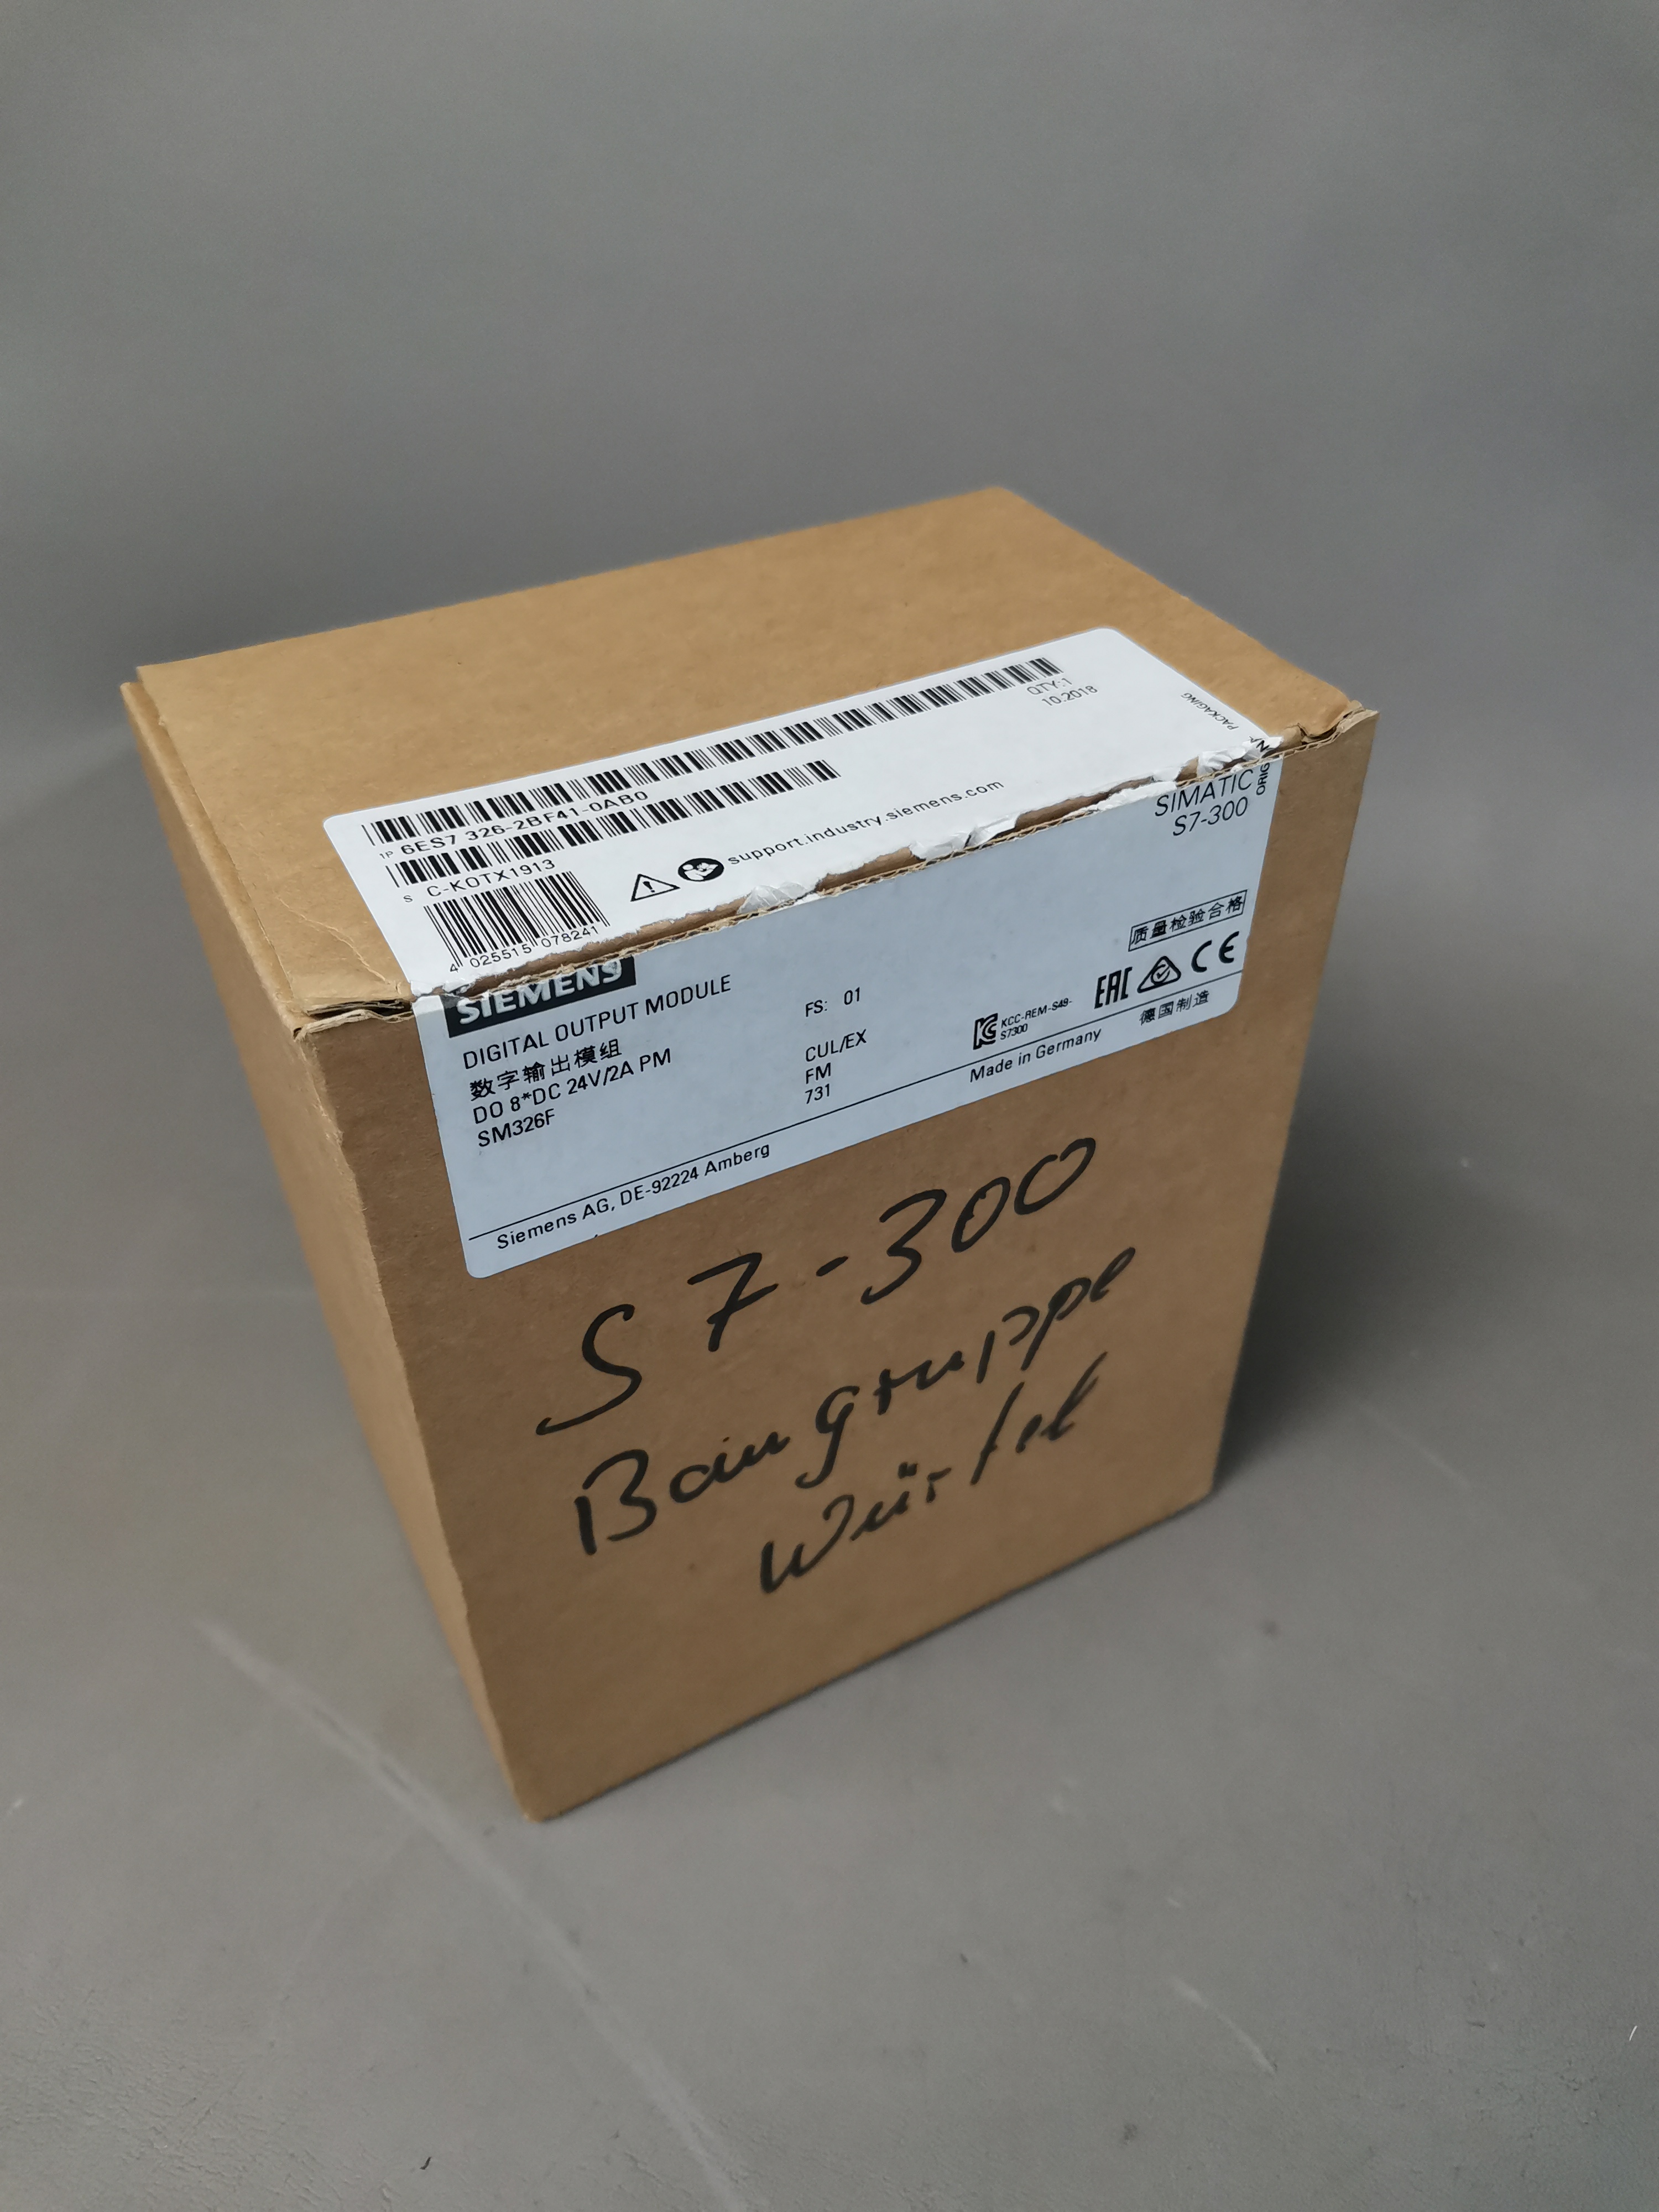 QTY:1
10.2018
1P 6ES7 326-2BF41-0AB0
S C-K0TX1913
support.industry.siemens.com
4 025515 078241
PACKAGING
SIMATIC
S7-300
SIEMENS
DIGITAL OUTPUT MODULE
数字输出模组
DO 8*DC 24V/2A PM
SM326F
FS: 01
CUL/EX
FM
731
质量检验合格
KCC-REM-S49-
S7300
EAC CE
Made in Germany
德国制造
Siemens AG, DE-92224 Amberg
S7-300
Baugruppe
Würfel